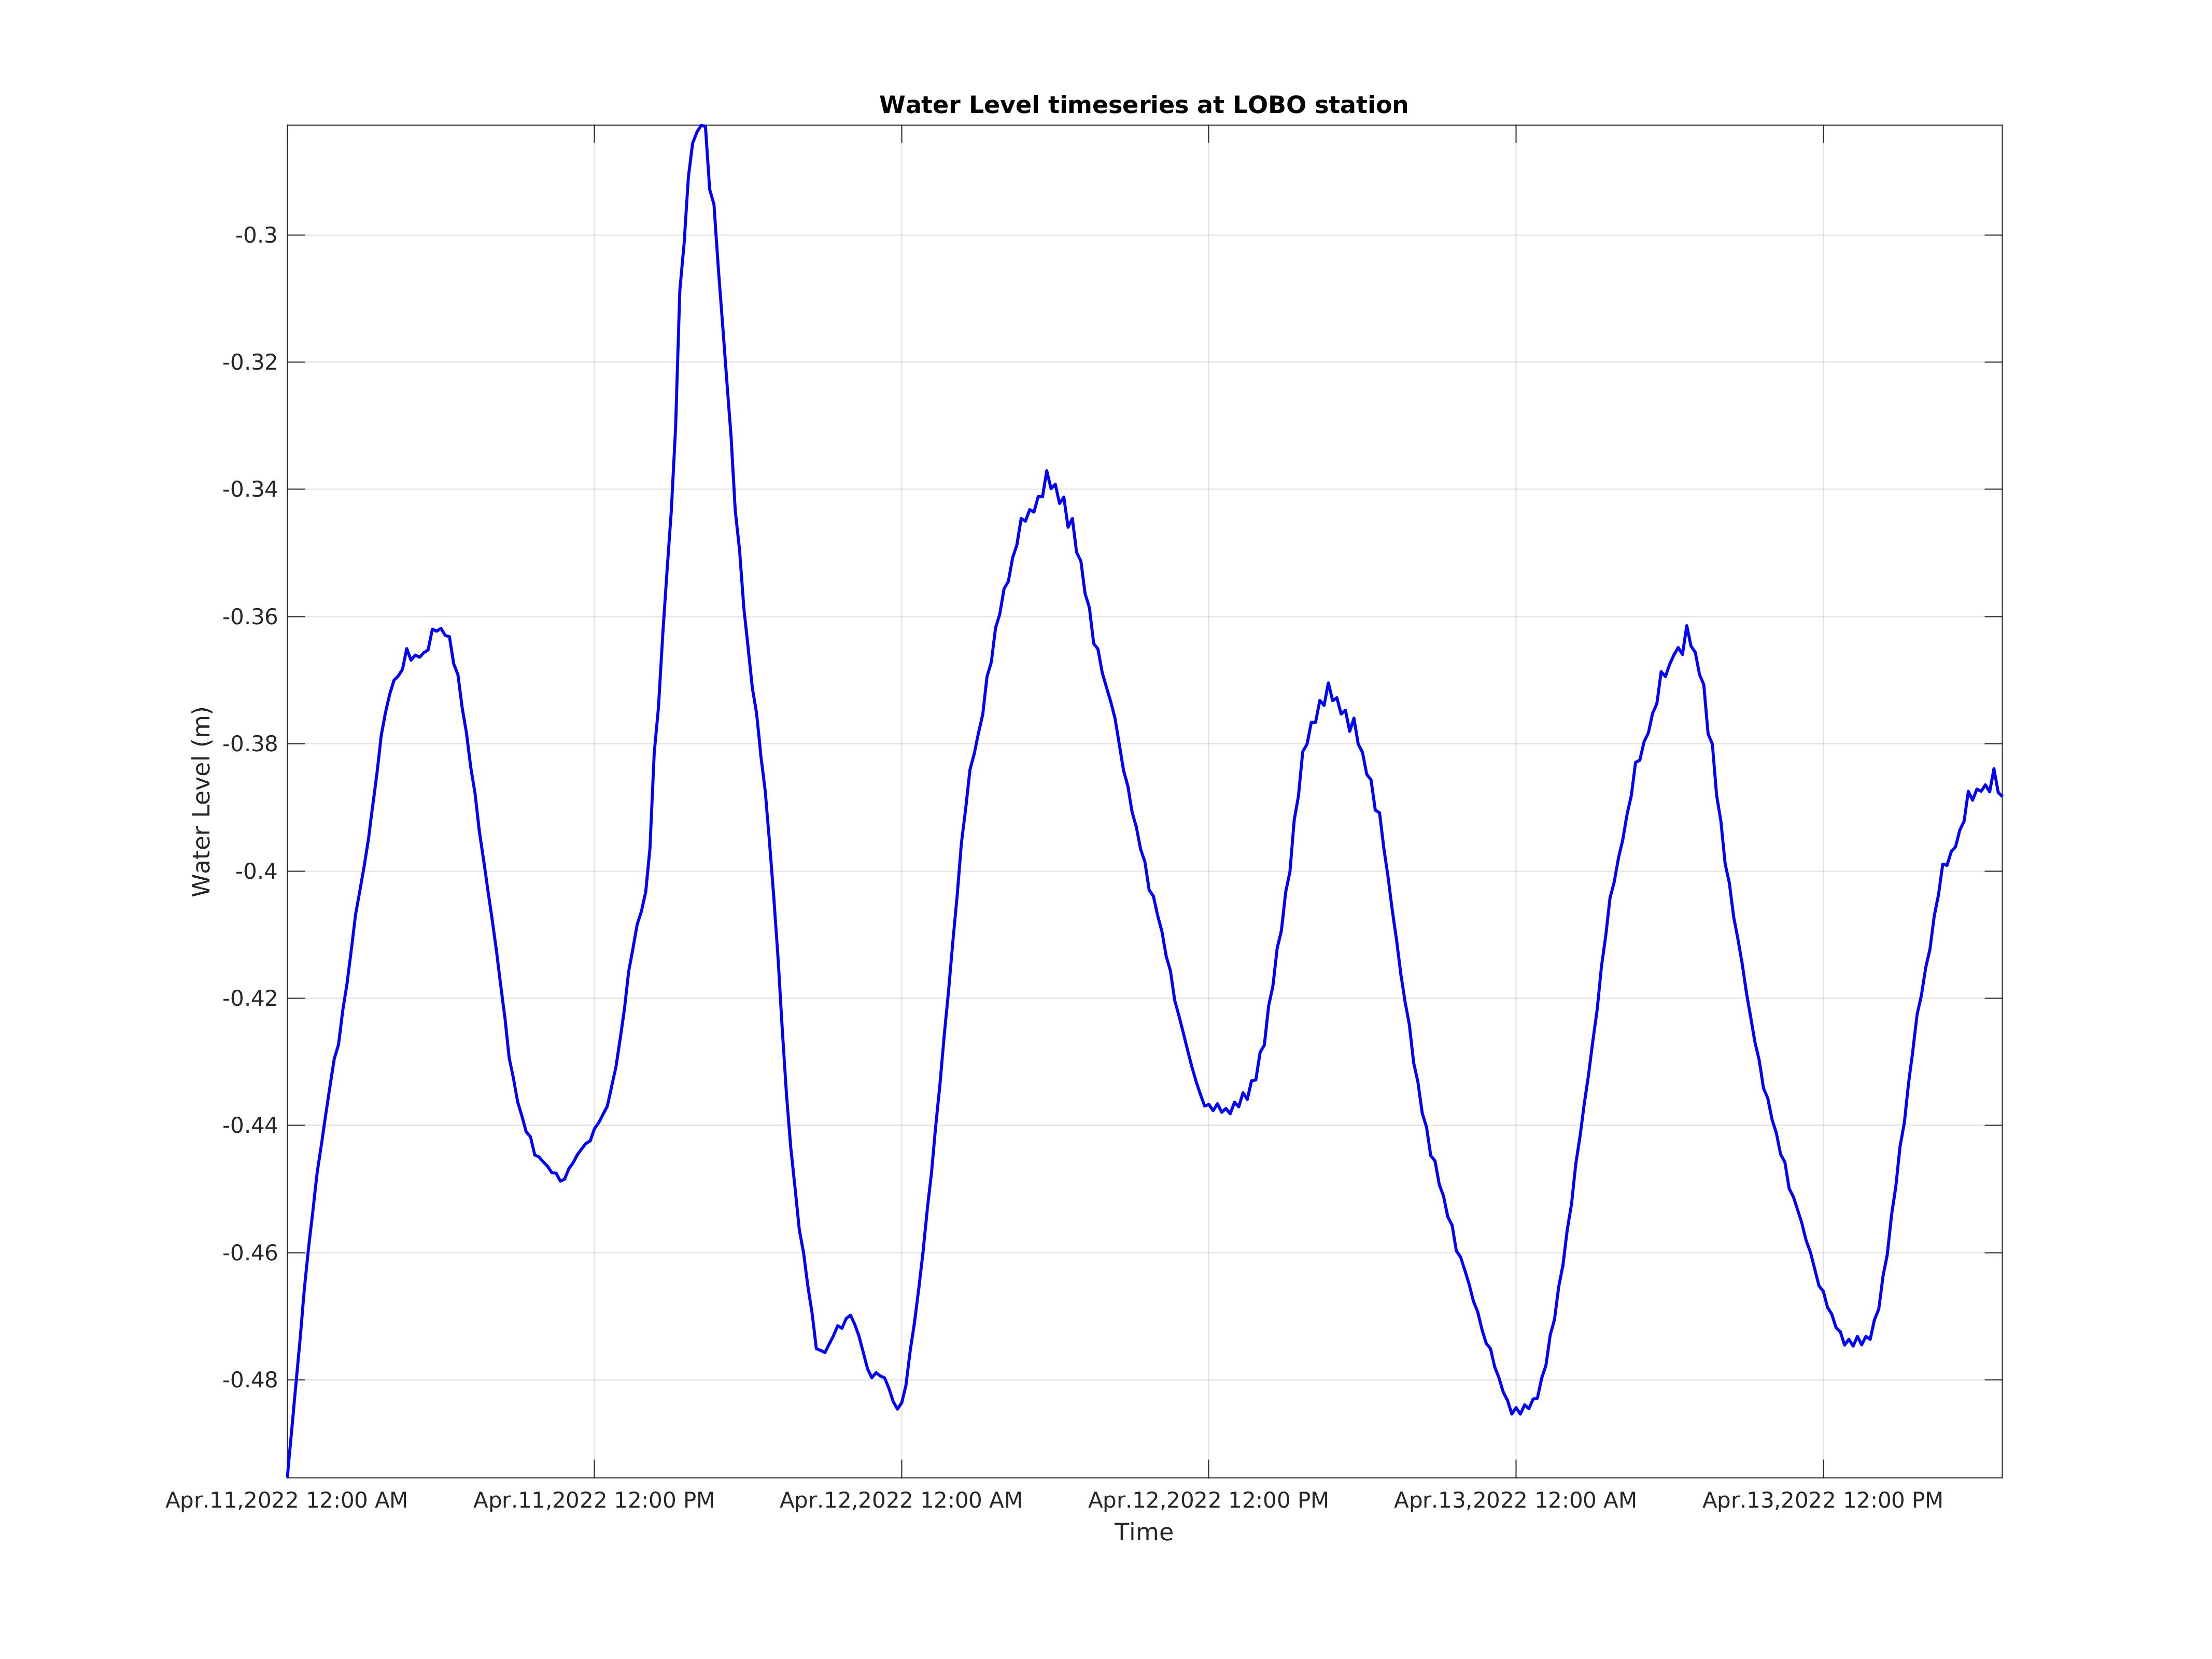 Water Level timeseries at LOBO station
-0.3
-0.32
-0.34
-0.36
-0.38
-0.4
-0.42
-0.44
-0.46
-0.48
Water Level (m)
Apr.11,2022 12:00 AM Apr.11,2022 12:00 PM Apr.12,2022 12:00 AM Apr.12,2022 12:00 PM Apr.13,2022 12:00 AM Apr.13,2022 12:00 PM
Time